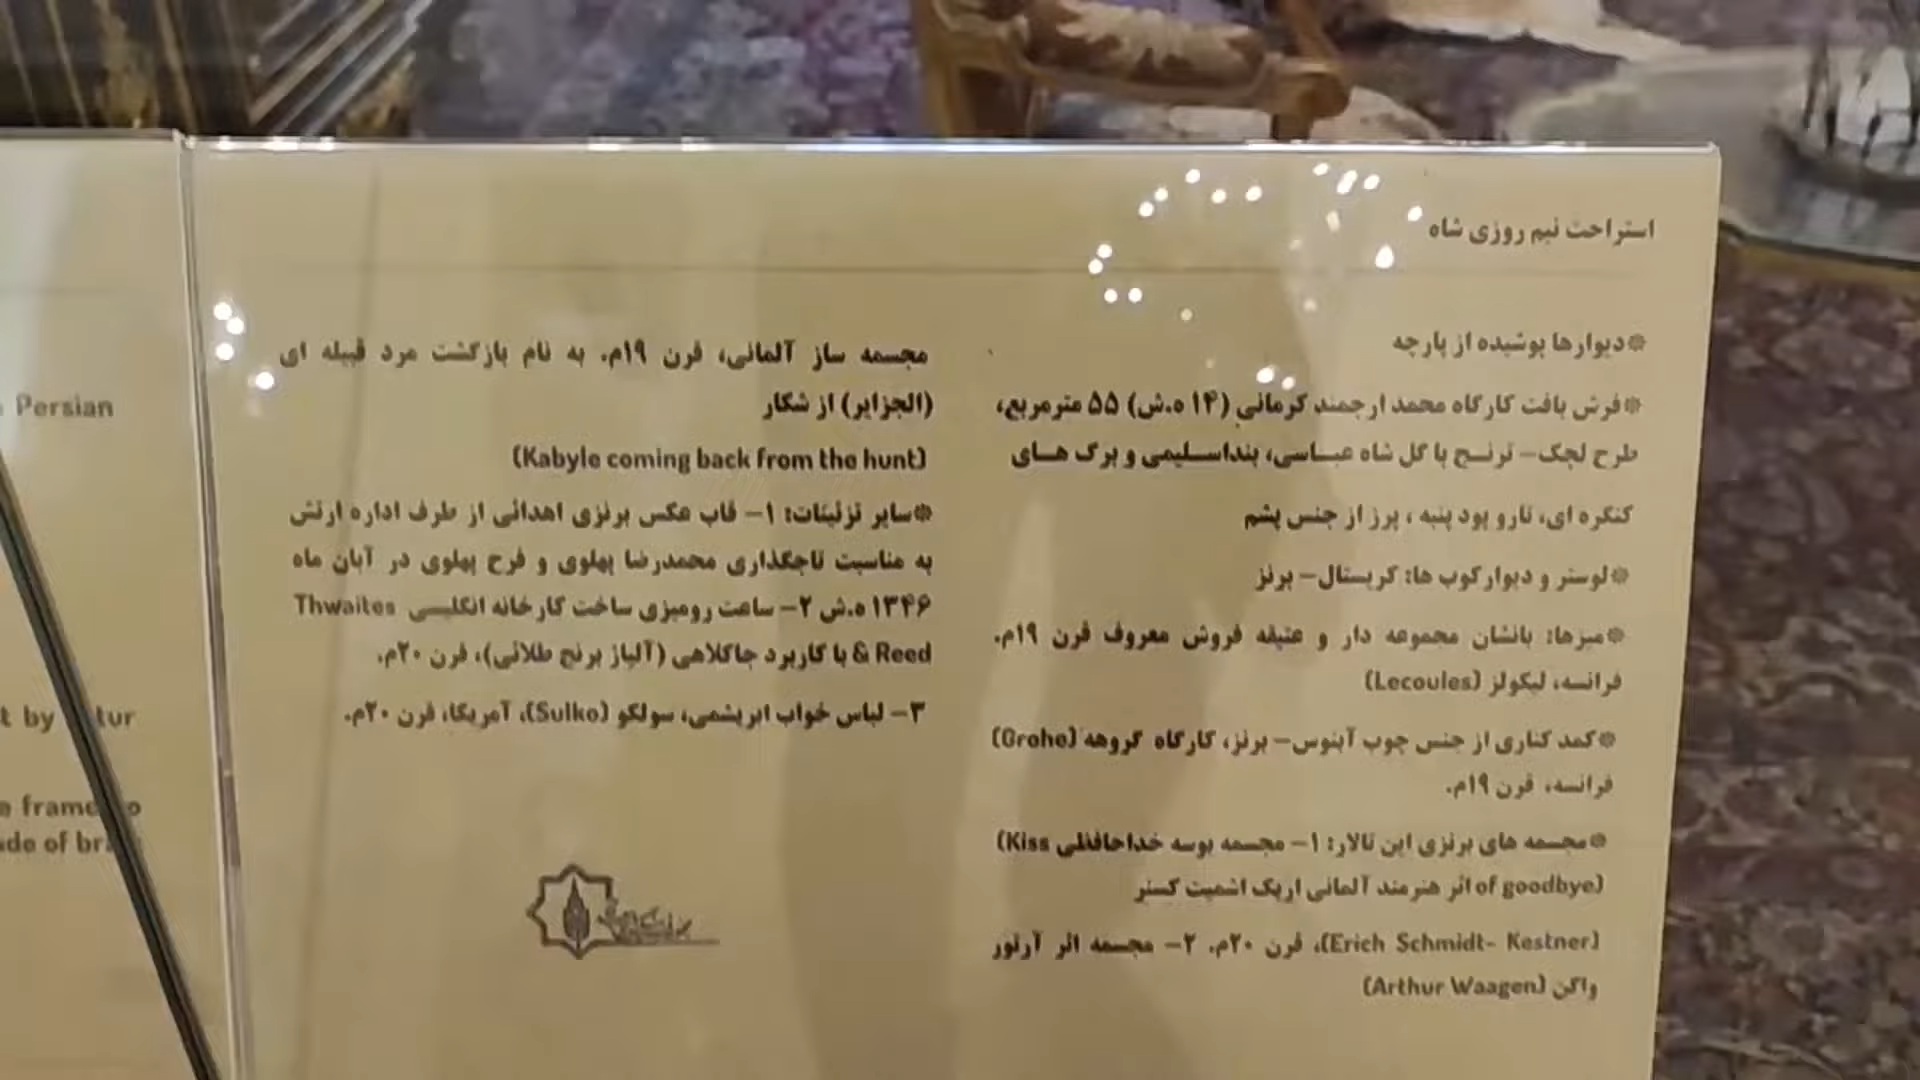 استراحت نیم روزی شاه
❊دیوارها پوشیده از پارچه
❊فرش بافت کارگاه محمد ارجمند کرمانی (۱۴ ه.ش) ۵۵ مترمربع،
طرح لچک– ترنج با گل شاه عباسی، بنداسلیمی و برگ های
کنگره ای، تارو پود پنبه ، پرز از جنس پشم
❊لوستر و دیوارکوب ها: کریستال– برنز
❊میزها: بانشان مجموعه دار و عتیقه فروش معروف قرن ۱۹م.
فرانسه، لیکولز (Lecoules)
❊کمد کناری از جنس چوب آبنوس– برنز، کارگاه گروهه (Grohe)
فرانسه، قرن ۱۹م.
❊مجسمه های برنزی این تالار: ۱– مجسمه بوسه خداحافظی (Kiss
of goodbye) اثر هنرمند آلمانی اریک اشمیت کسنر
(Erich Schmidt- Kestner)، قرن ۲۰م. ۲– مجسمه اثر آرتور
واگن (Arthur Waagen)
مجسمه ساز آلمانی، قرن ۱۹م. به نام بازگشت مرد قبیله ای
(الجزایر) از شکار
(Kabyle coming back from the hunt)
❊سایر تزئینات: ۱– قاب عکس برنزی اهدائی از طرف اداره ارتش
به مناسبت تاجگذاری محمدرضا پهلوی و فرح پهلوی در آبان ماه
۱۳۴۶ ه.ش ۲– ساعت رومیزی ساخت کارخانه انگلیسی Thwaites
& Reed با کاربرد جاکلاهی (آلیاز برنج طلائی)، قرن ۲۰م.
۳– لباس خواب ابریشمی، سولکو (Sulko)، آمریکا، قرن ۲۰م.
Persian
t by
frame
of